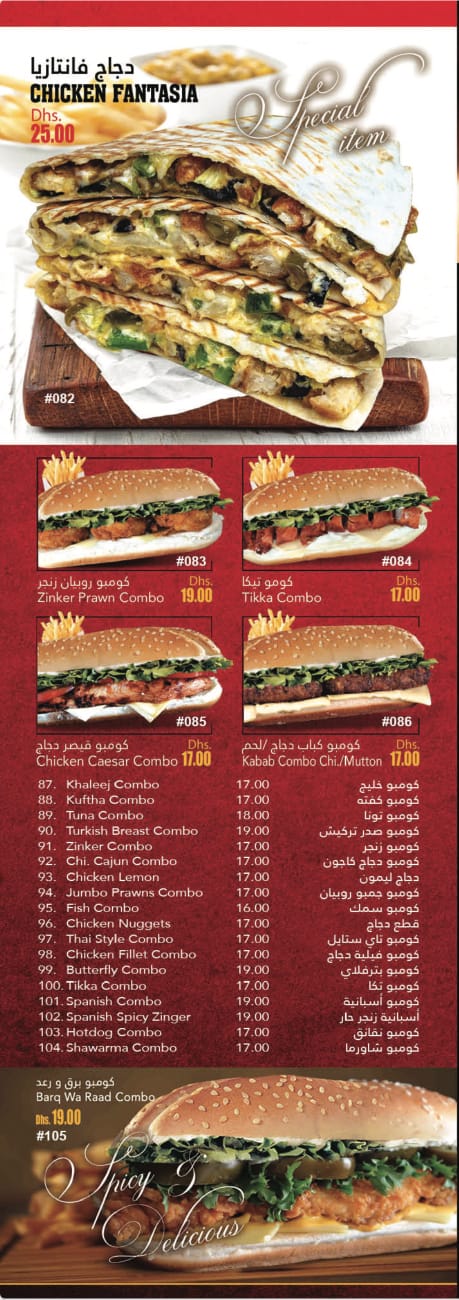 دجاج فانتازيا
CHICKEN FANTASIA
Dhs.
25.00
Special
item
#082
#083
كومبو روبيان زنجر
Zinker Prawn Combo
Dhs.
19.00
#084
كومو تيكا
Tikka Combo
Dhs.
17.00
#085
كومبو قيصر دجاج
Chicken Caesar Combo
Dhs.
17.00
#086
كومبو كباب دجاج /لحم
Kabab Combo Chi./Mutton
Dhs.
17.00
87. Khaleej Combo 17.00 كومبو خليج
88. Kuftha Combo 17.00 كومبو كفته
89. Tuna Combo 18.00 كومبو تونا
90. Turkish Breast Combo 19.00 كومبو صدر تركيش
91. Zinker Combo 17.00 كومبو زنجر
92. Chi. Cajun Combo 17.00 كومبو دجاج كاجون
93. Chicken Lemon 17.00 دجاج ليمون
94. Jumbo Prawns Combo 17.00 كومبو جمبو روبيان
95. Fish Combo 16.00 كومبو سمك
96. Chicken Nuggets 17.00 قطع دجاج
97. Thai Style Combo 17.00 كومبو تاي ستايل
98. Chicken Fillet Combo 17.00 كومبو فيلية دجاج
99. Butterfly Combo 19.00 كومبو بترفلاي
100. Tikka Combo 17.00 كومبو تكا
101. Spanish Combo 19.00 كومبو أسبانية
102. Spanish Spicy Zinger 19.00 أسبانية زنجر حار
103. Hotdog Combo 17.00 كومبو نقانق
104. Shawarma Combo 17.00 كومبو شاورما
كومبو برق و رعد
Barq Wa Raad Combo
Dhs. 19.00
#105
Spicy &
Delicious